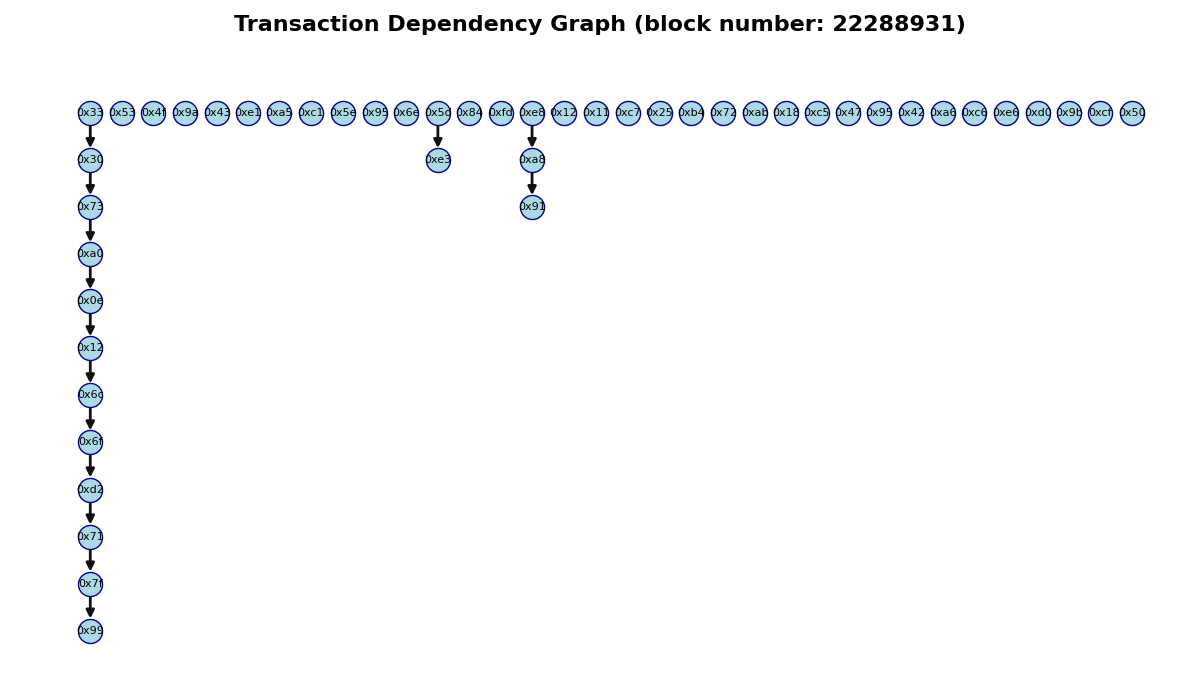 Transaction Dependency Graph (block number: 22288931)
0x33 0x53 0x4f 0x9a 0x43 0xe1 0xa5 0xc1 0x5e 0x95 0x6e 0x5d 0x84 0xfd 0xe8 0x12 0x11 0xc7 0x25 0xb4 0x72 0xab 0x18 0xc5 0x47 0x95 0x42 0xa6 0xc6 0xe6 0xd0 0x9b 0xcf 0x50
0x30 0xe3 0xa8
0x73 0x91
0xa0
0x0e
0x12
0x6c
0x6f
0xd2
0x71
0x7f
0x99